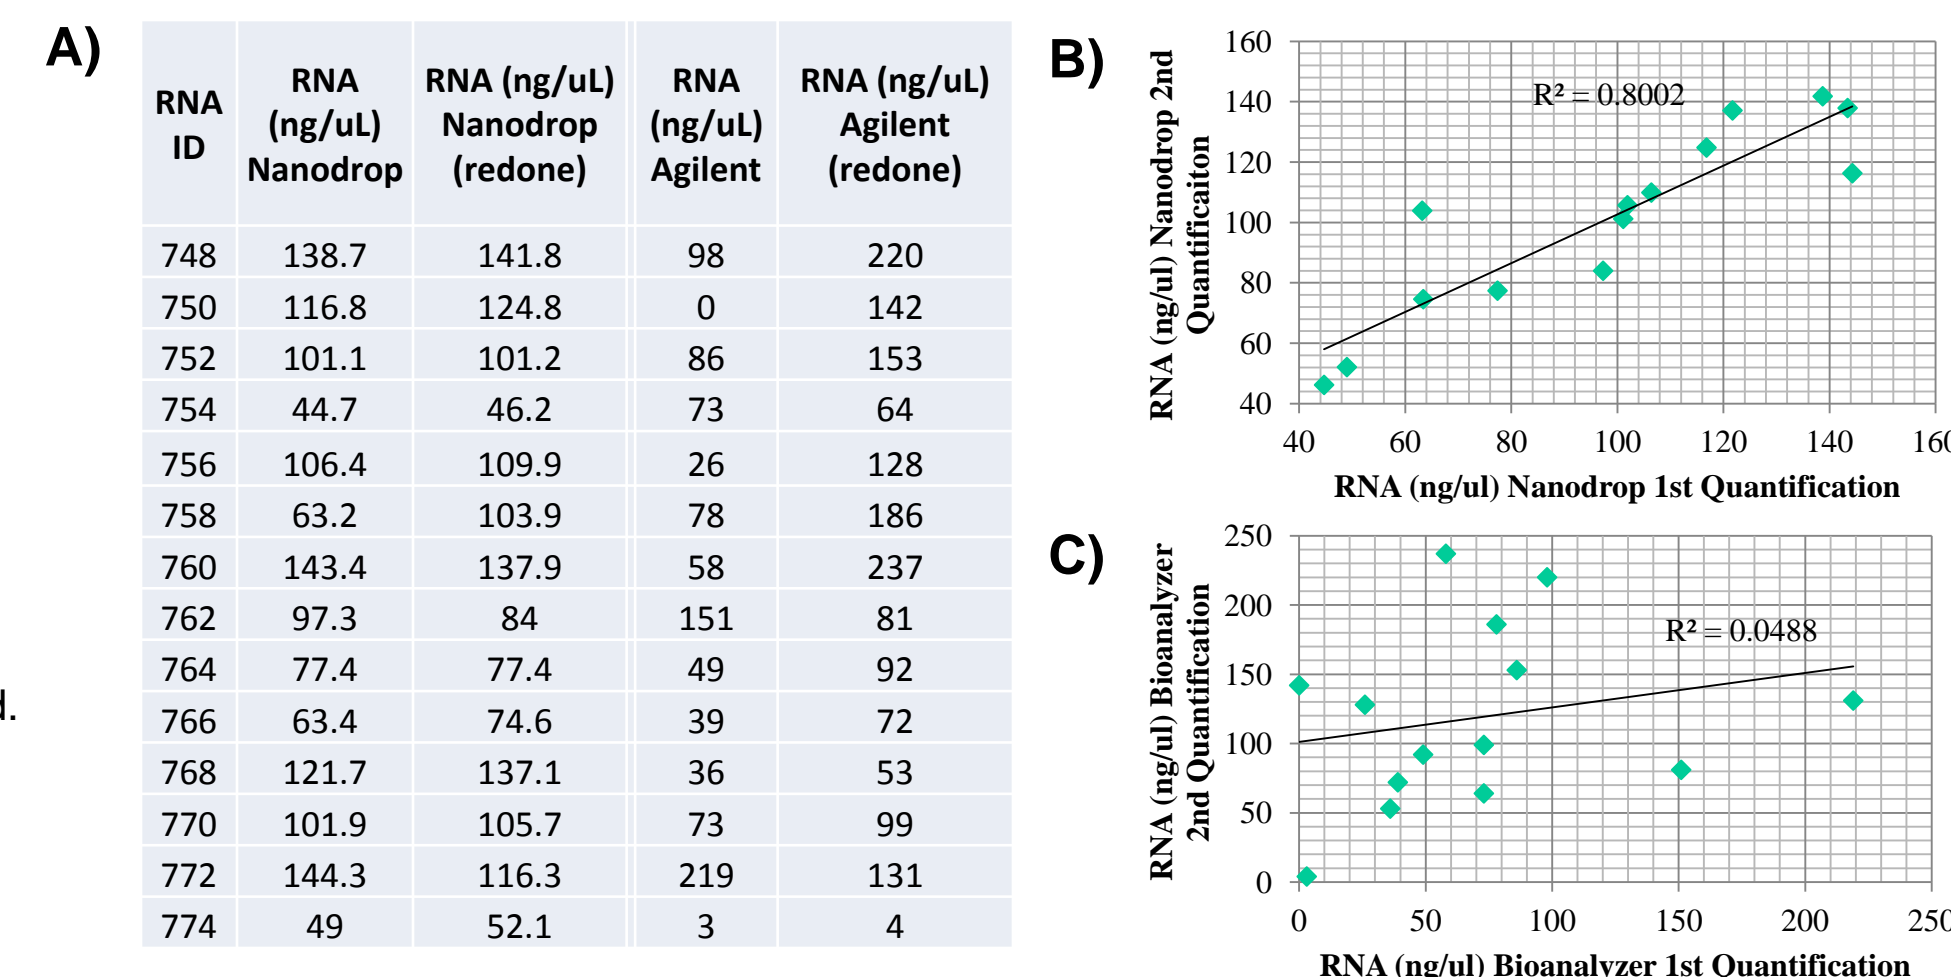 A)
RNA ID
RNA (ng/uL) Nanodrop
RNA (ng/uL) Nanodrop (redone)
RNA (ng/uL) Agilent
RNA (ng/uL) Agilent (redone)
748 138.7 141.8 98 220
750 116.8 124.8 0 142
752 101.1 101.2 86 153
754 44.7 46.2 73 64
756 106.4 109.9 26 128
758 63.2 103.9 78 186
760 143.4 137.9 58 237
762 97.3 84 151 81
764 77.4 77.4 49 92
766 63.4 74.6 39 72
768 121.7 137.1 36 53
770 101.9 105.7 73 99
772 144.3 116.3 219 131
774 49 52.1 3 4
d.
B)
RNA (ng/ul) Nanodrop 2nd
Quantificaiton
160
140
120
100
80
60
40
R² = 0.8002
40 60 80 100 120 140 160
RNA (ng/ul) Nanodrop 1st Quantification
C)
RNA (ng/ul) Bioanalyzer
2nd Quantification
250
200
150
100
50
0
R² = 0.0488
0 50 100 150 200 250
RNA (ng/ul) Bioanalyzer 1st Quantification